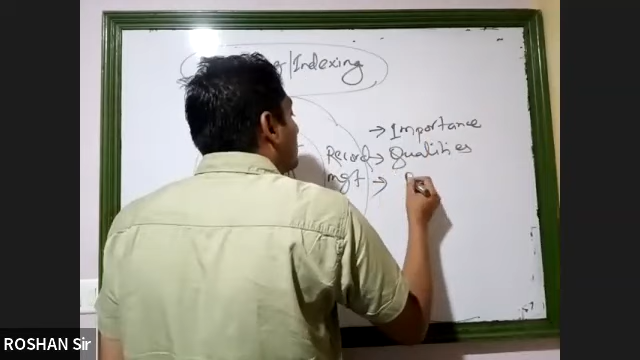 /Indexing
→ Importance
Record → Qualities
mgt →
ROSHAN Sir